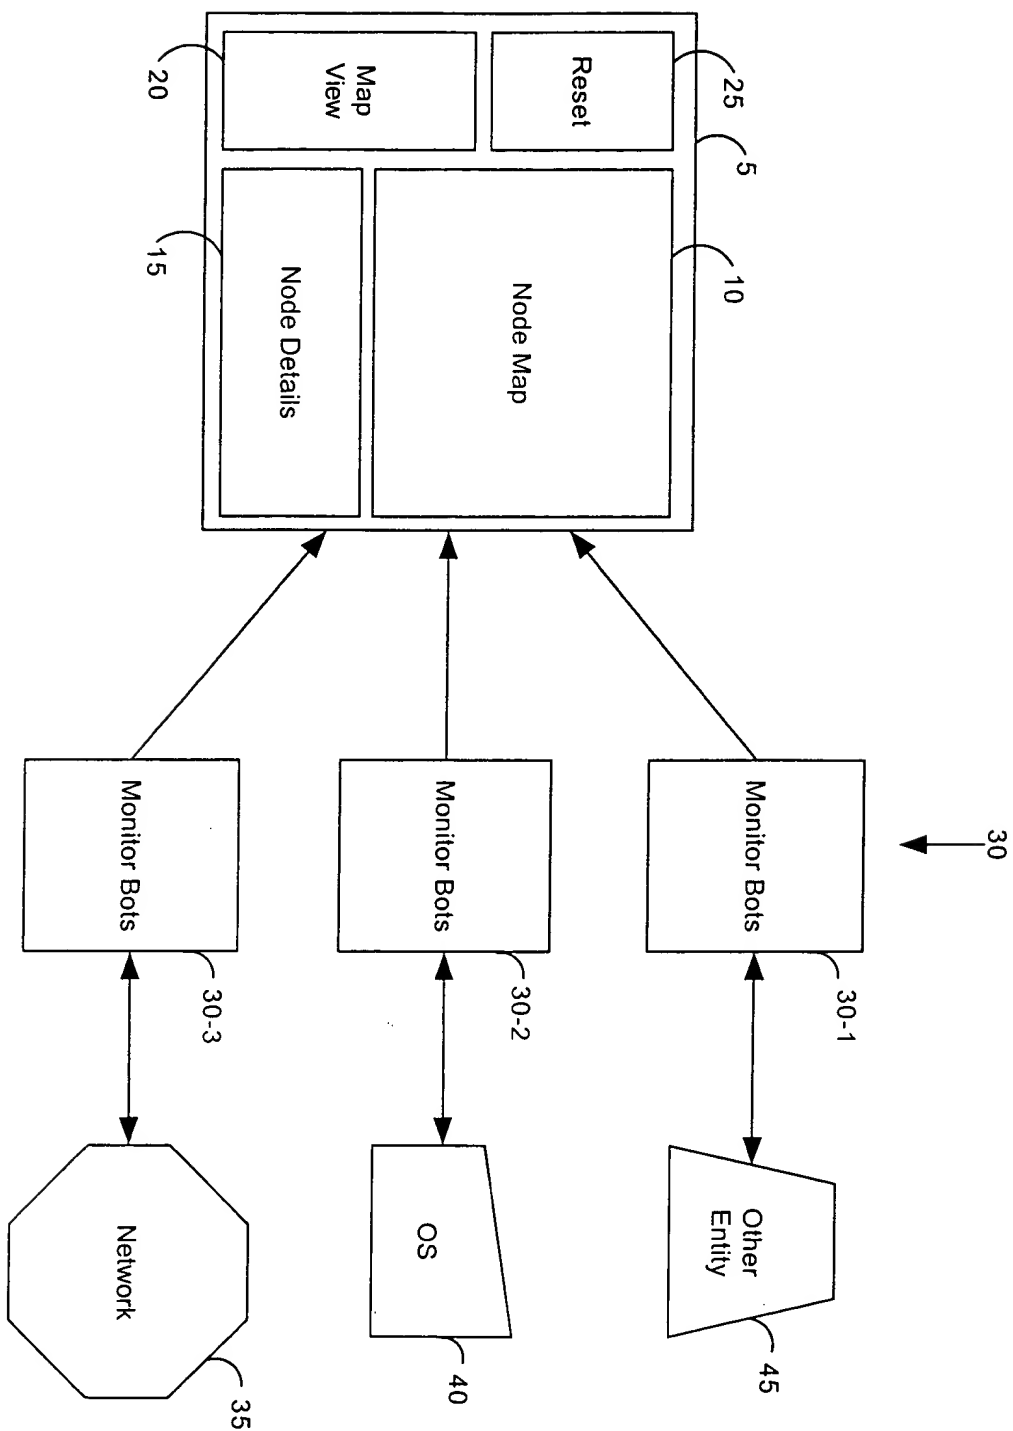 30
45
Other
Entity
30-1
Monitor Bots
25
5
10
Reset
Node Map
40
OS
30-2
Monitor Bots
Map
View
Node Details
20
15
35
Network
30-3
Monitor Bots